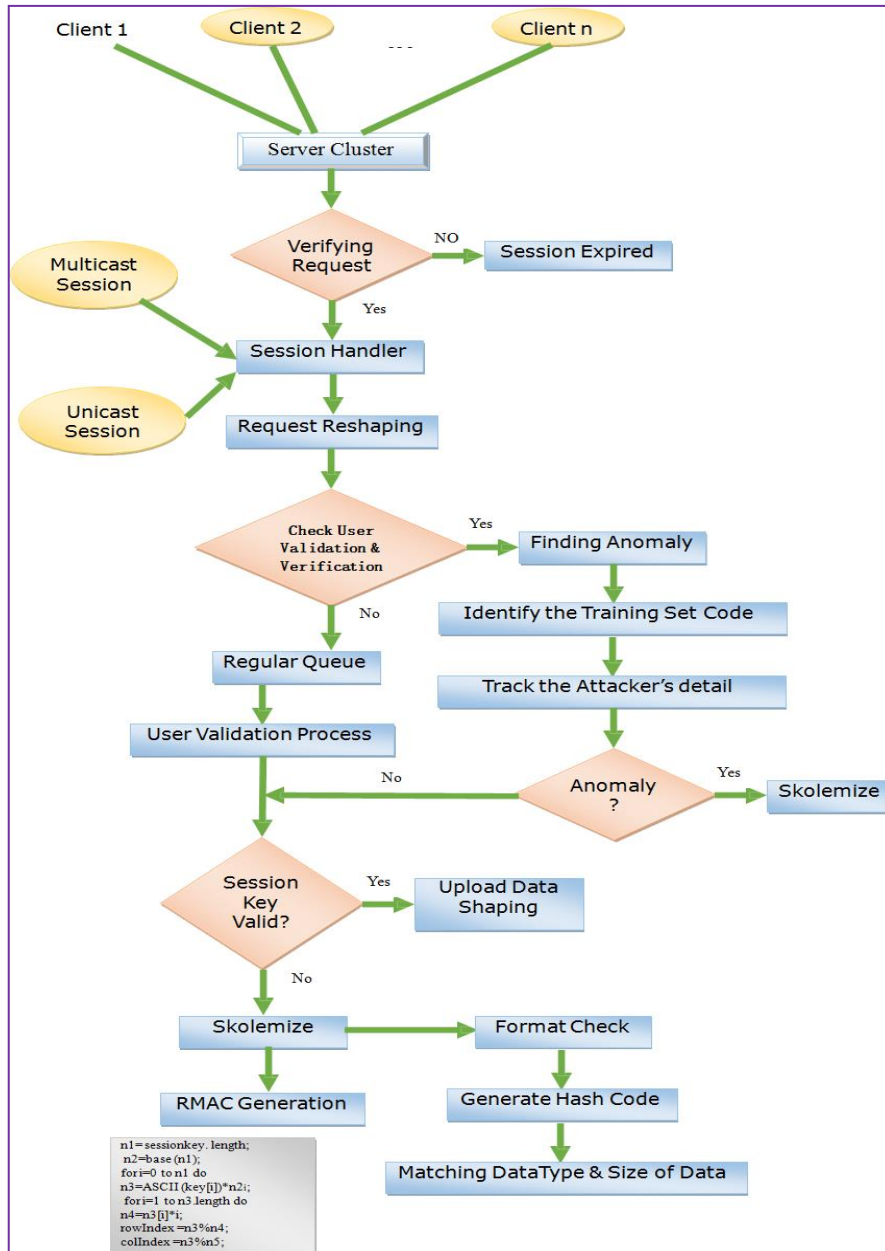 Client 1
Client 2
---
Client n
Server Cluster
Verifying
Request
NO
Session Expired
Multicast
Session
Yes
Session Handler
Unicast
Session
Request Reshaping
Check User
Validation &
Verification
Yes
Finding Anomaly
No
Identify the Training Set Code
Regular Queue
Track the Attacker's detail
User Validation Process
No
Anomaly
?
Yes
Skolemize
Session
Key
Valid?
Yes
Upload Data
Shaping
No
Skolemize
Format Check
RMAC Generation
Generate Hash Code
Matching DataType & Size of Data
n1=sessionkey. length;
n2=base (n1);
fori=0 to n1 do
n3=ASCII (key[i])*n2i;
fori=1 to n3.length do
n4=n3[i]*i;
rowIndex =n3%n4;
colIndex =n3%n5;